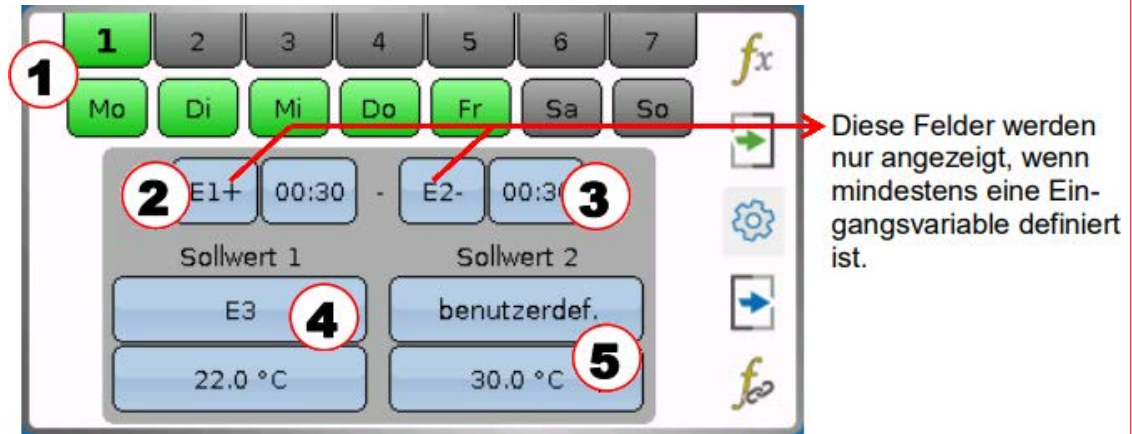 1 2 3 4 5 6 7
1
Mo Di Mi Do Fr Sa So
2 E1+ 00:30 - E2- 00:30 3
Sollwert 1 Sollwert 2
E3 4 benutzerdef.
22.0 °C 30.0 °C 5
fx
f
Diese Felder werden
nur angezeigt, wenn
mindestens eine Ein-
gangsvariable definiert
ist.